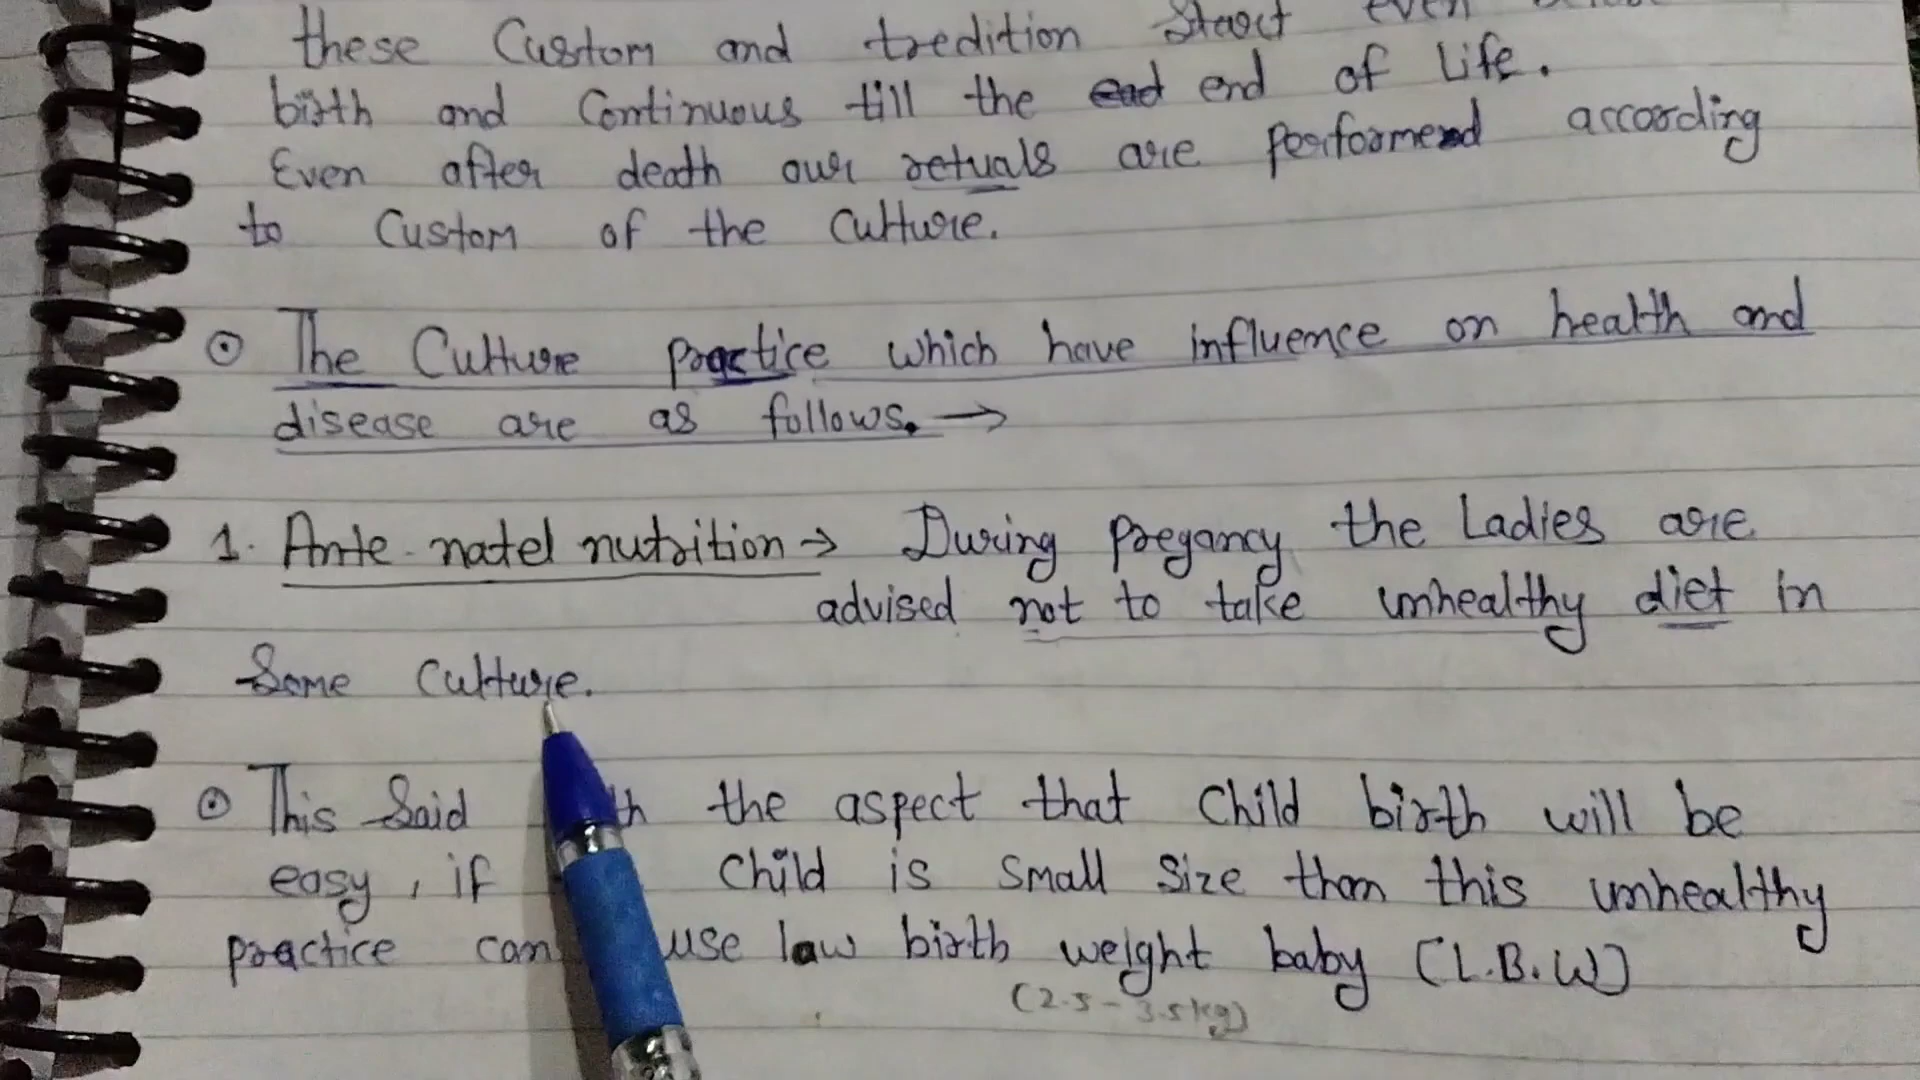 these Custom and tredition Start even
birth and Continuous till the end of Life.
Even after death our retuals are performend according
to Custom of the Culture.
The Culture practice which have influence on health and
disease are as follows. →
1. Ante-natel nutrition → During Pregancy the Ladies are
advised not to take unhealthy diet in
Some Culture.
This Said the aspect that Child birth will be
easy, if Child is Small Size than this unhealthy
practice can law birth weight baby (L.B.W)
(2.5-3.5kg)